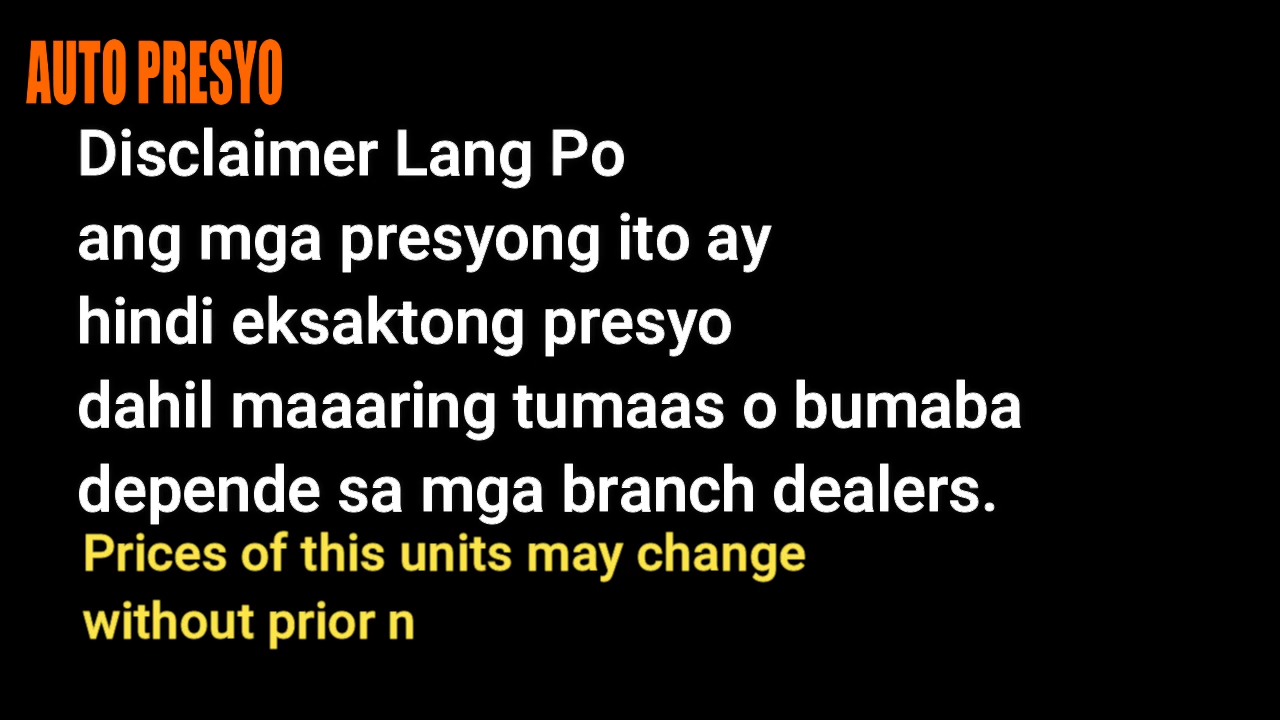 AUTO PRESYO
Disclaimer Lang Po
ang mga presyong ito ay
hindi eksaktong presyo
dahil maaaring tumaas o bumaba
depende sa mga branch dealers.
Prices of this units may change
without prior n